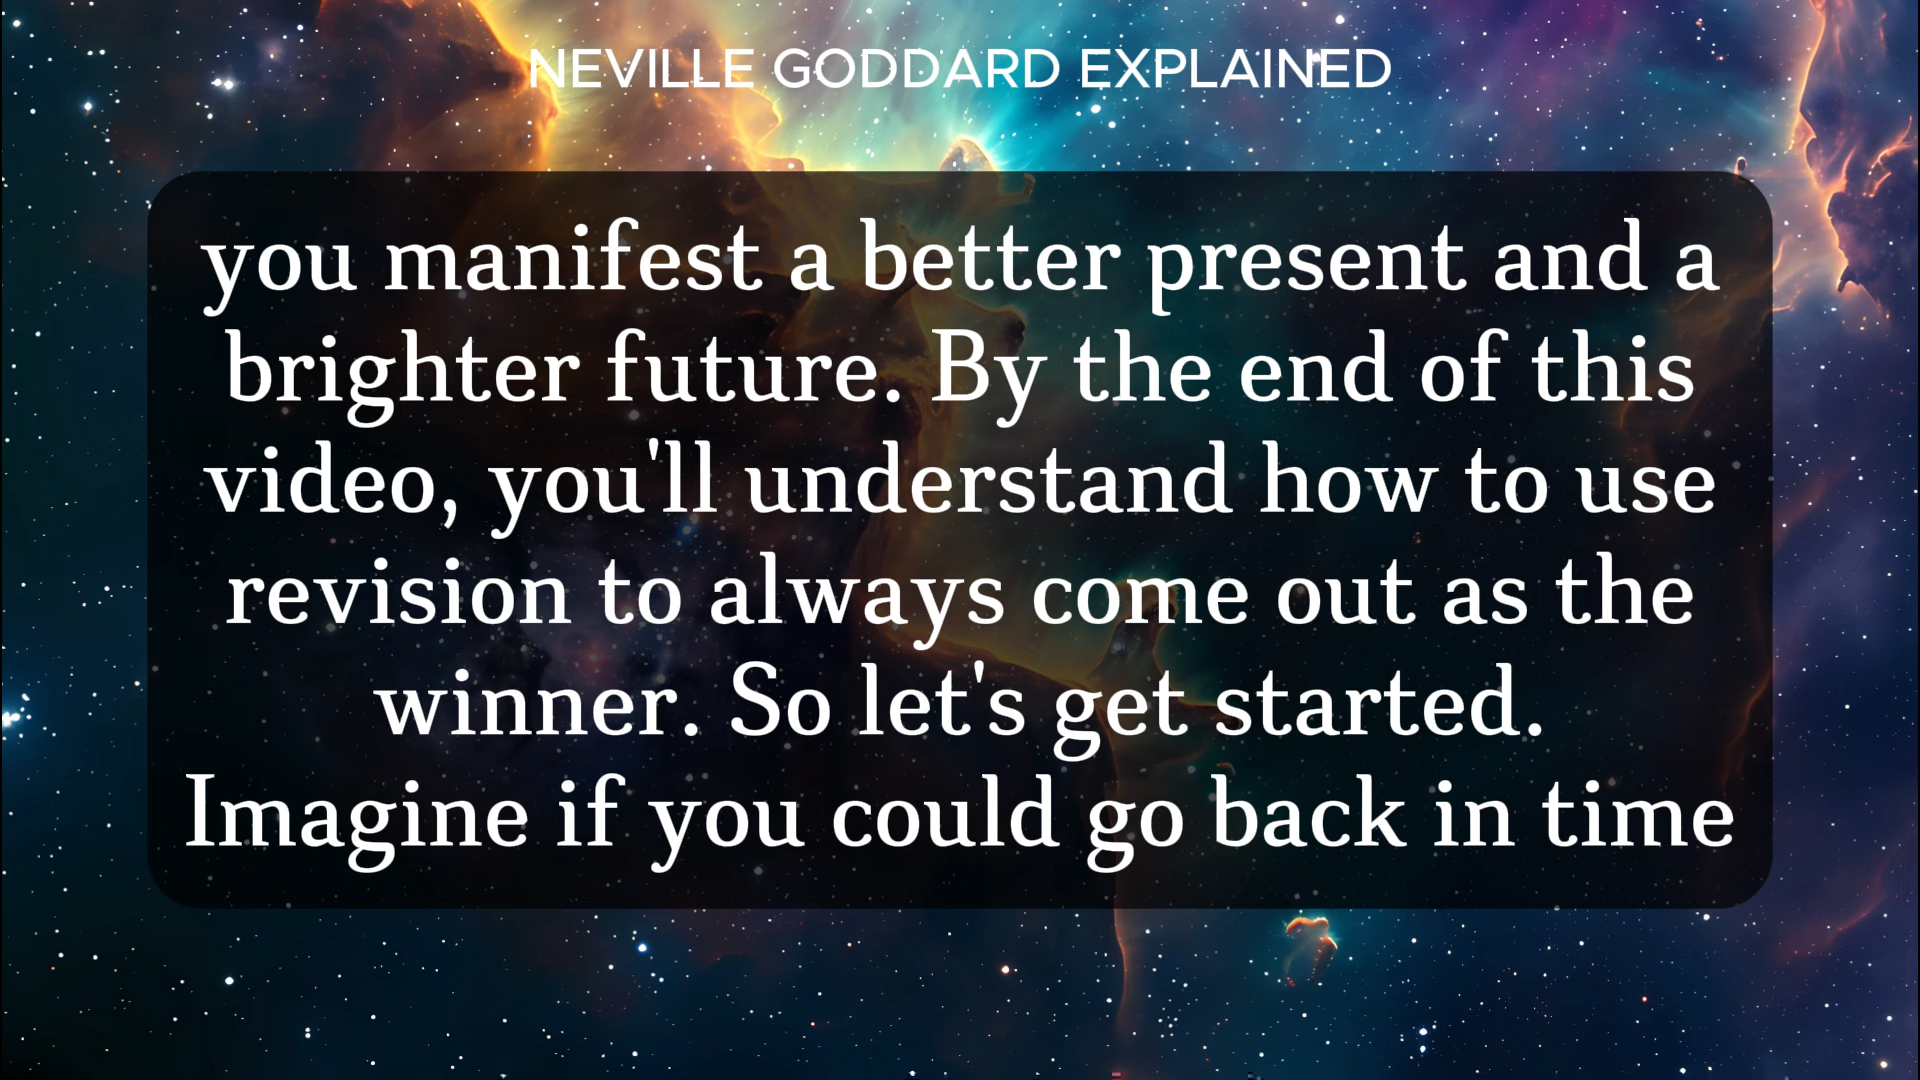 NEVILLE GODDARD EXPLAINED
you manifest a better present and a
brighter future. By the end of this
video, you'll understand how to use
revision to always come out as the
winner. So let's get started.
Imagine if you could go back in time